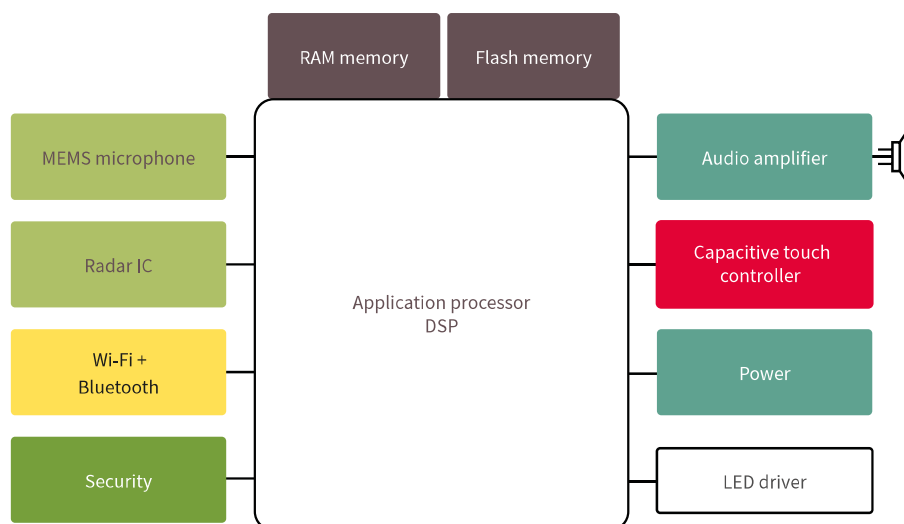 RAM memory
Flash memory
MEMS microphone
Audio amplifier
Radar IC
Capacitive touch
controller
Application processor
DSP
Wi-Fi +
Bluetooth
Power
Security
LED driver